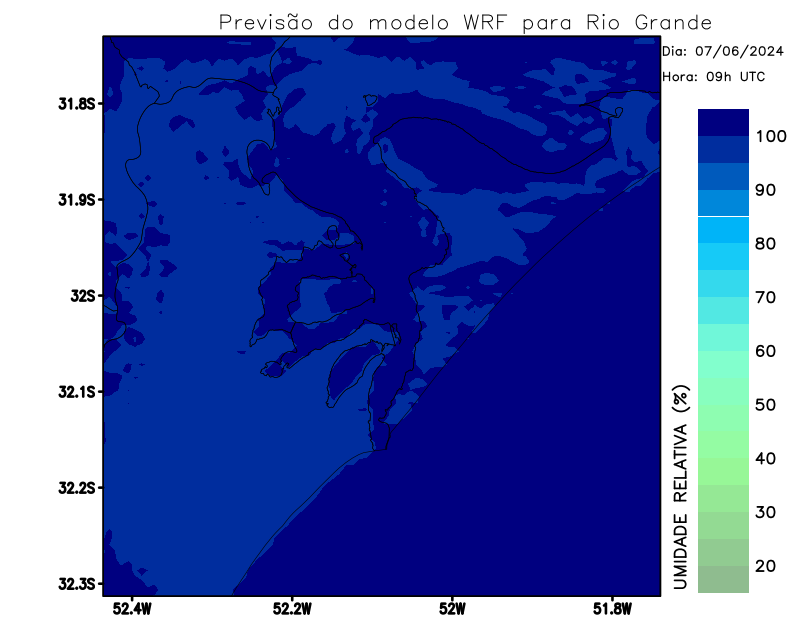 Previsão do modelo WRF para Rio Grande
Dia: 07/06/2024
Hora: 09h UTC
31.8S
31.9S
32S
32.1S
32.2S
32.3S
52.4W
52.2W
52W
51.8W
UMIDADE RELATIVA (%)
100
90
80
70
60
50
40
30
20